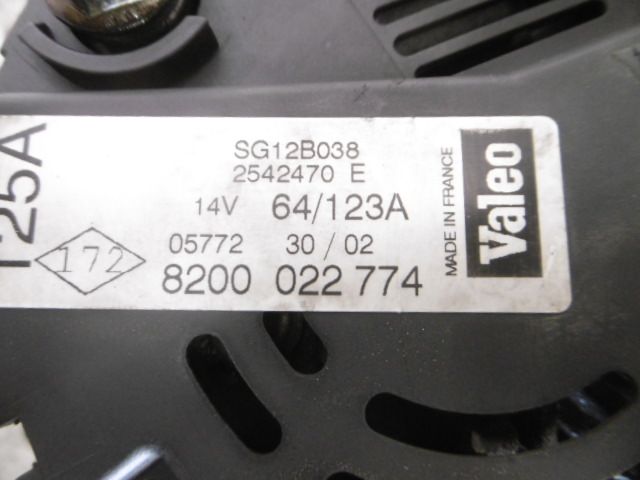 125A
172
SG12B038
2542470 E
14V 64/123A
05772 30 / 02
8200 022 774
MADE IN FRANCE
Valeo